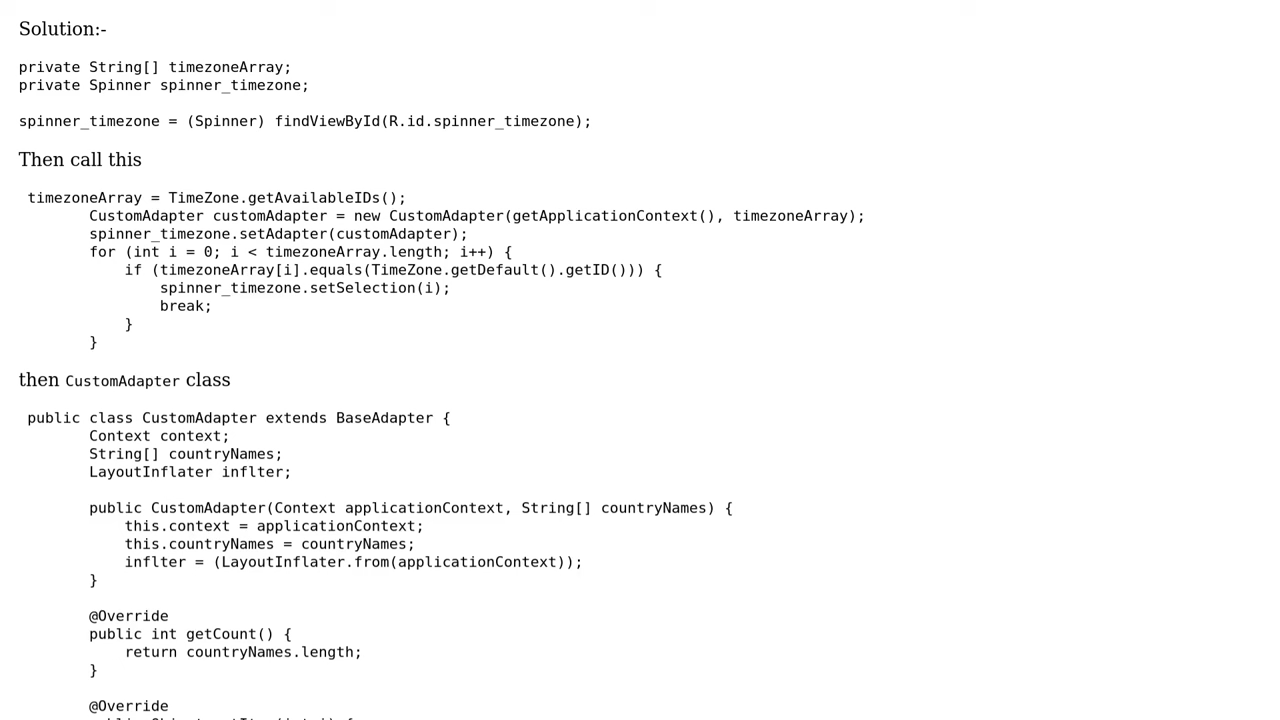 Solution:-
private String[] timezoneArray;
private Spinner spinner_timezone;
spinner_timezone = (Spinner) findViewById(R.id.spinner_timezone);
Then call this
timezoneArray = TimeZone.getAvailableIDs();
CustomAdapter customAdapter = new CustomAdapter(getApplicationContext(), timezoneArray);
spinner_timezone.setAdapter(customAdapter);
for (int i = 0; i < timezoneArray.length; i++) {
if (timezoneArray[i].equals(TimeZone.getDefault().getID())) {
spinner_timezone.setSelection(i);
break;
}
}
then CustomAdapter class
public class CustomAdapter extends BaseAdapter {
Context context;
String[] countryNames;
LayoutInflater inflter;
public CustomAdapter(Context applicationContext, String[] countryNames) {
this.context = applicationContext;
this.countryNames = countryNames;
inflter = (LayoutInflater.from(applicationContext));
}
@Override
public int getCount() {
return countryNames.length;
}
@Override